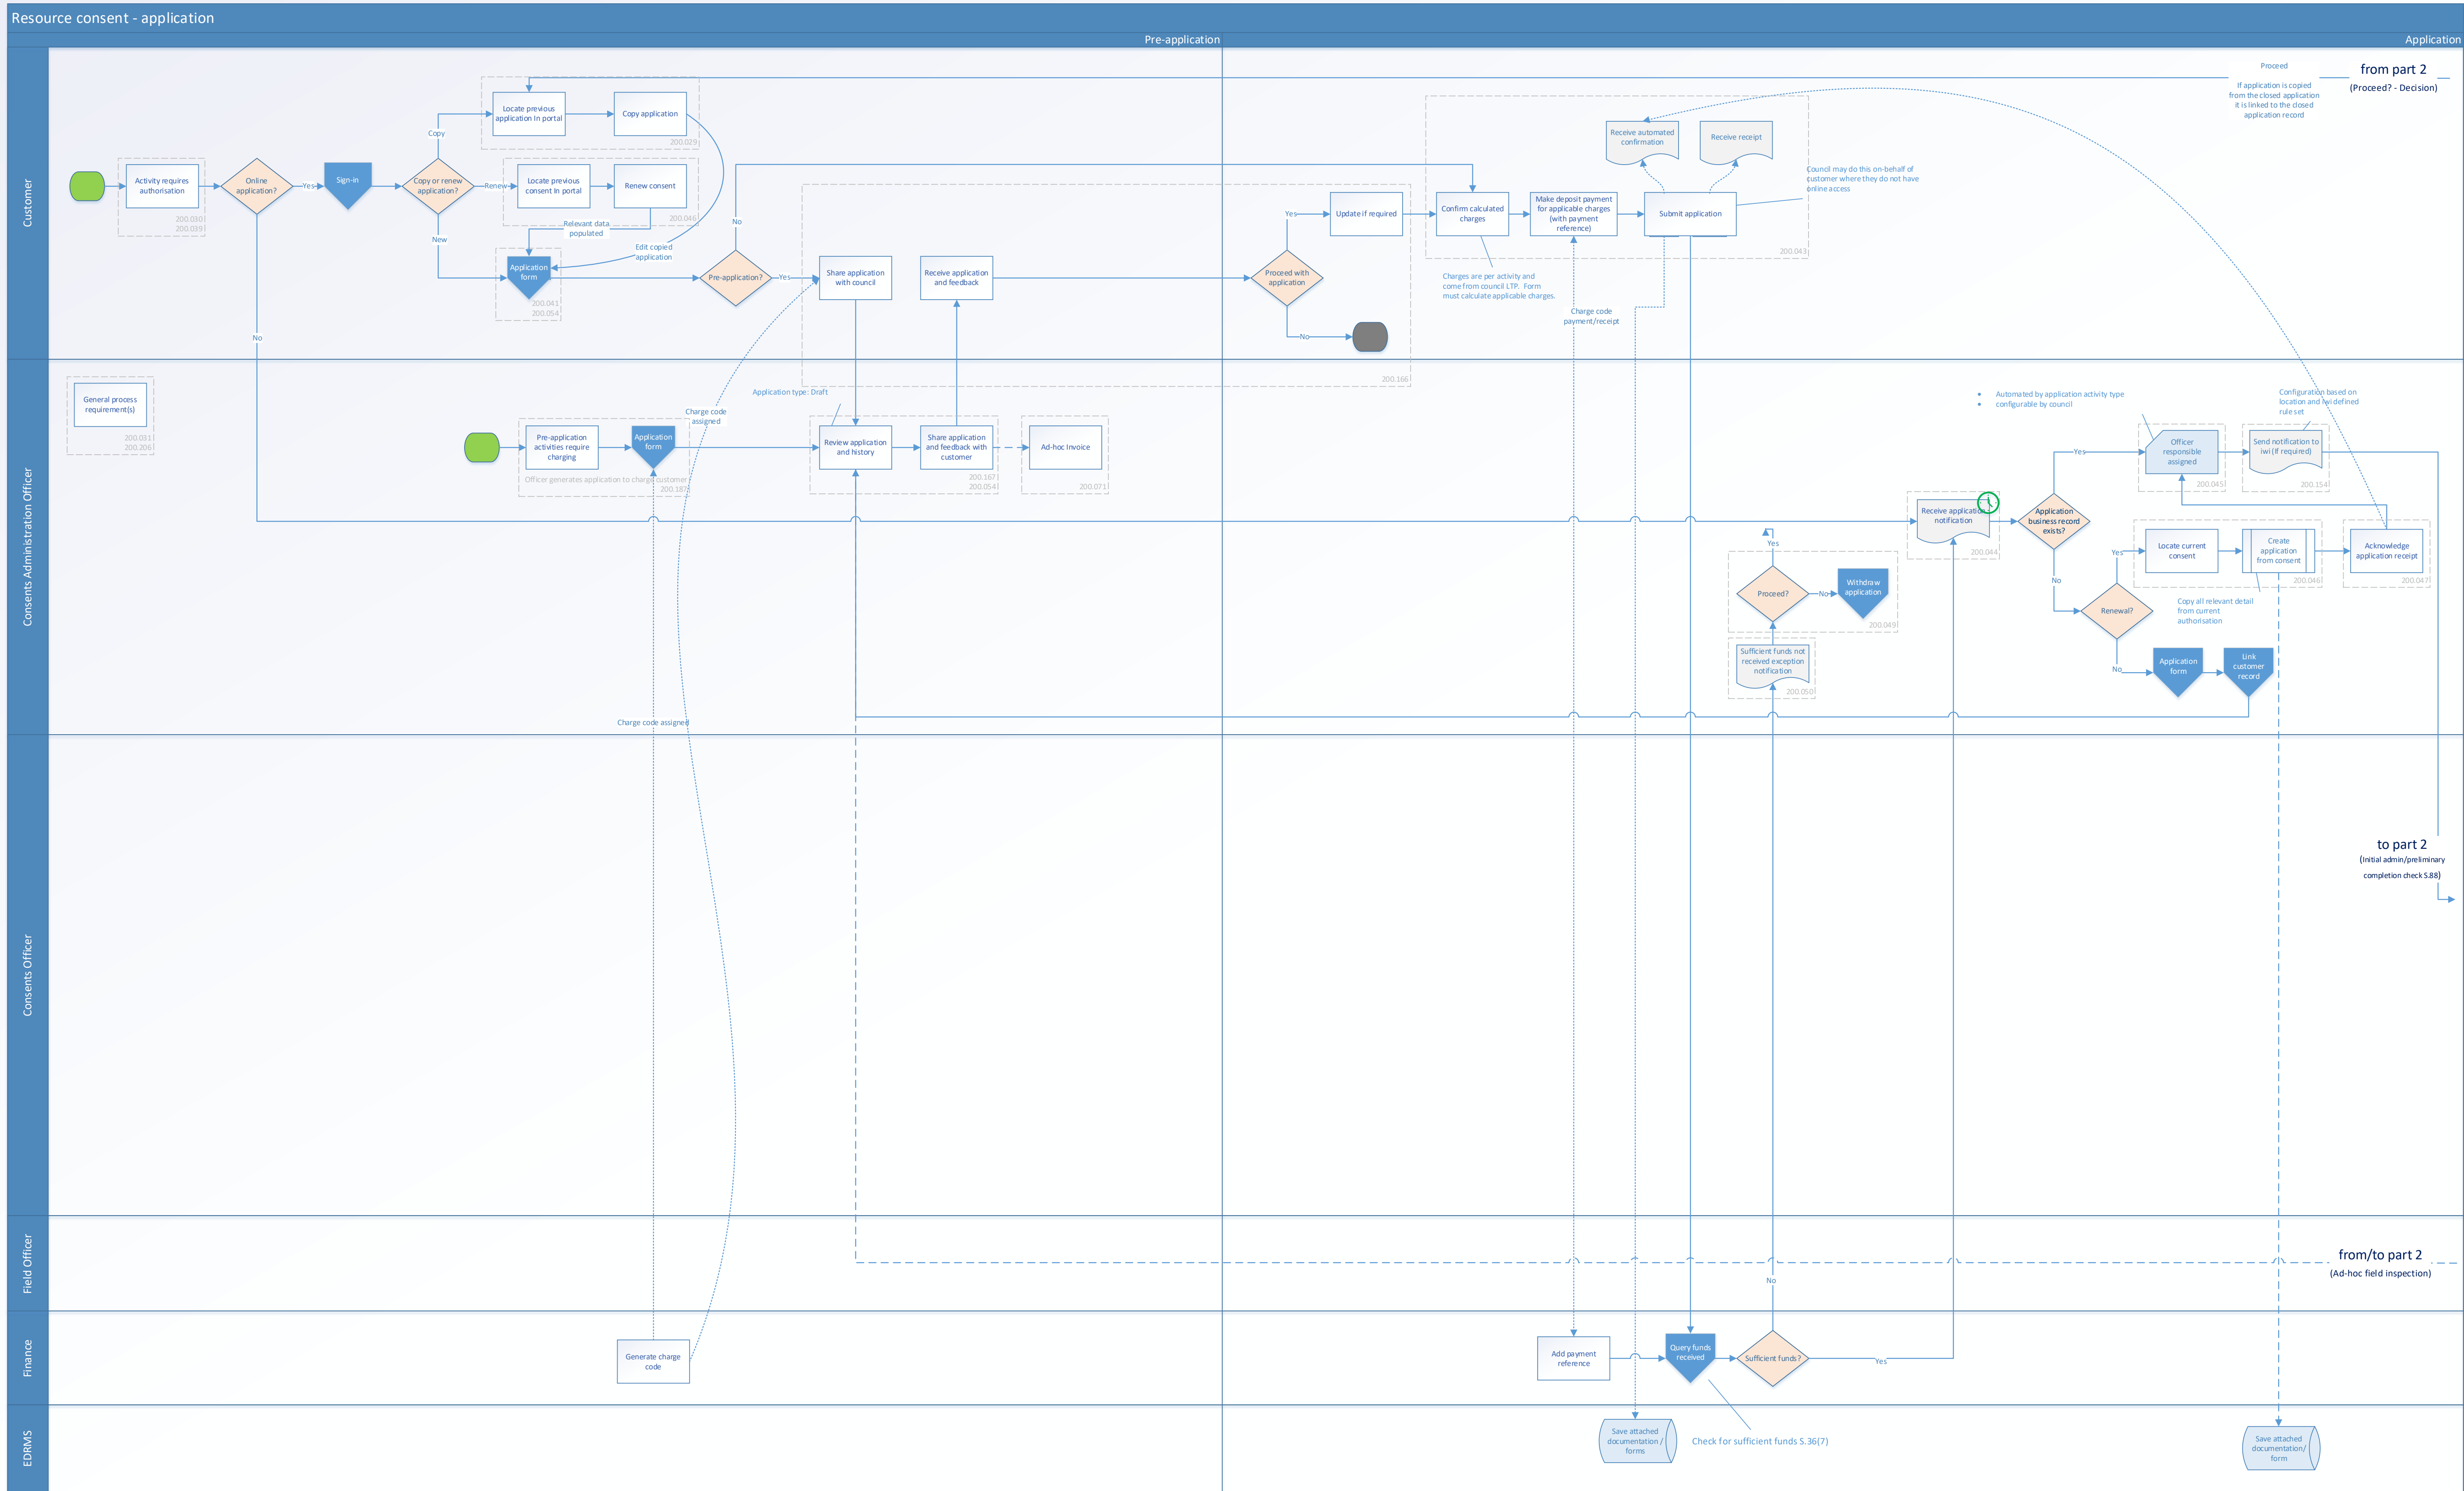 Resource consent - application
Pre-application
Application
Customer
Proceed
If application is copied
from the closed application
it is linked to the closed
application record
from part 2
(Proceed? - Decision)
Locate previous
application In portal
Copy application
200.029
Copy
Activity requires
authorisation
200.030
200.039
Online
application?
Yes
Sign-in
Copy or renew
application?
Renew
Locate previous
consent In portal
Renew consent
200.046
Relevant data
populated
New
Edit copied
application
Application
form
200.041
200.054
No
Pre-application?
Yes
No
Share application
with council
Receive application
and feedback
Proceed with
application
Yes
Update if required
No
200.166
Receive automated
confirmation
Receive receipt
Confirm calculated
charges
Make deposit payment
for applicable charges
(with payment
reference)
Submit application
200.043
Council may do this on-behalf of
customer where they do not have
online access
Charges are per activity and
come from council LTP. Form
must calculate applicable charges.
Charge code
payment/receipt
Consents Administration Officer
General process
requirement(s)
200.031
200.206
Pre-application
activities require
charging
Application
form
Officer generates application to charge customer
200.187
Charge code
assigned
Application type: Draft
Review application
and history
Share application
and feedback with
customer
200.167
200.054
Ad-hoc Invoice
200.071
Charge code assigned
• Automated by application activity type
• configurable by council
Configuration based on
location and iwi defined
rule set
Officer
responsible
assigned
200.045
Send notification to
iwi (If required)
200.154
Yes
Receive application
notification
200.044
Application
business record
exists?
No
Yes
Proceed?
No
Withdraw
application
200.049
Sufficient funds not
received exception
notification
200.050
Yes
Locate current
consent
Create
application
from consent
200.046
Acknowledge
application receipt
200.047
Renewal?
Copy all relevant detail
from current
authorisation
No
Application
form
Link
customer
record
Consents Officer
to part 2
(Initial admin/preliminary
completion check S.88)
Field Officer
from/to part 2
(Ad-hoc field inspection)
No
Finance
Generate charge
code
Add payment
reference
Query funds
received
Sufficient funds?
Yes
EDRMS
Save attached
documentation /
forms
Check for sufficient funds S.36(7)
Save attached
documentation/
form